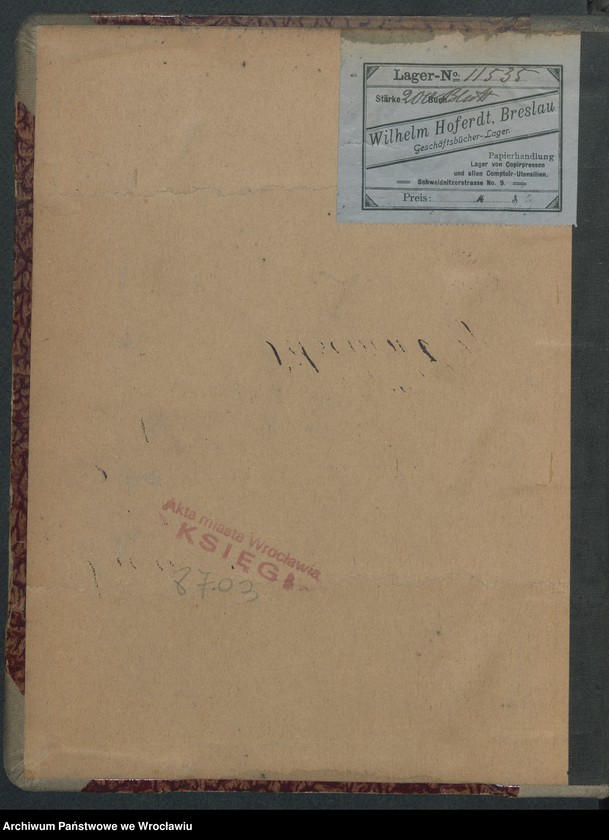 Lager-No. 11535
Stärke 200 Buch Blatt
Wilhelm Hoferdt, Breslau
Geschäftsbücher-Lager.
Papierhandlung
Lager von Copirpressen
und allen Comptoir-Utensilien.
Schweidnitzerstrasse No. 9.
Preis:
Akta miasta Wrocławia
KSIĘGI
8703
Archiwum Państwowe we Wrocławiu